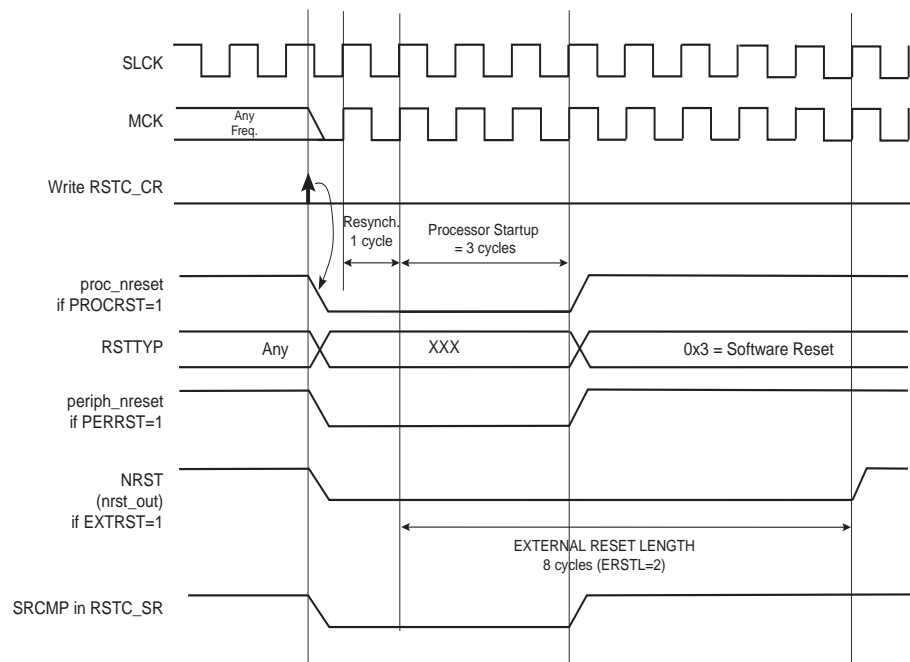 SLCK
MCK
Any
Freq.
Write RSTC_CR
Resynch.
1 cycle
Processor Startup
= 3 cycles
proc_nreset
if PROCRST=1
RSTTYP
Any
XXX
0x3 = Software Reset
periph_nreset
if PERRST=1
NRST
(nrst_out)
if EXTRST=1
EXTERNAL RESET LENGTH
8 cycles (ERSTL=2)
SRCMP in RSTC_SR